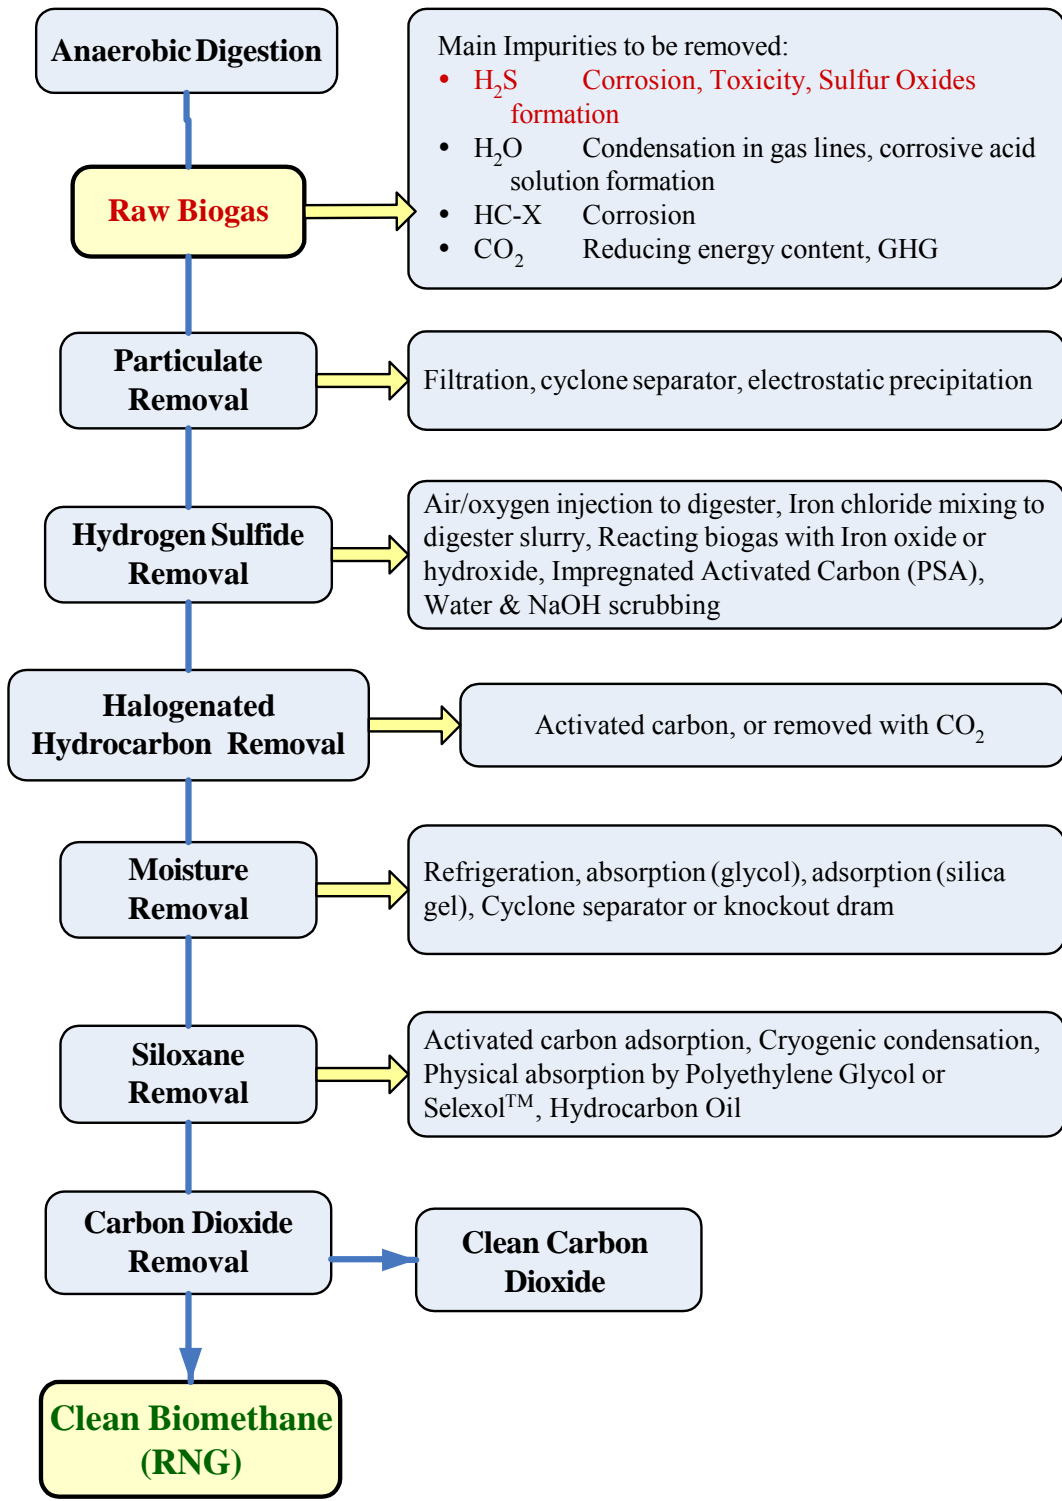 Anaerobic Digestion
Main Impurities to be removed:
• H₂S Corrosion, Toxicity, Sulfur Oxides
formation
• H₂O Condensation in gas lines, corrosive acid
solution formation
• HC-X Corrosion
• CO₂ Reducing energy content, GHG
Raw Biogas
Particulate
Removal
Filtration, cyclone separator, electrostatic precipitation
Hydrogen Sulfide
Removal
Air/oxygen injection to digester, Iron chloride mixing to
digester slurry, Reacting biogas with Iron oxide or
hydroxide, Impregnated Activated Carbon (PSA),
Water & NaOH scrubbing
Halogenated
Hydrocarbon Removal
Activated carbon, or removed with CO₂
Moisture
Removal
Refrigeration, absorption (glycol), adsorption (silica
gel), Cyclone separator or knockout dram
Siloxane
Removal
Activated carbon adsorption, Cryogenic condensation,
Physical absorption by Polyethylene Glycol or
Selexol™, Hydrocarbon Oil
Carbon Dioxide
Removal
Clean Carbon
Dioxide
Clean Biomethane
(RNG)